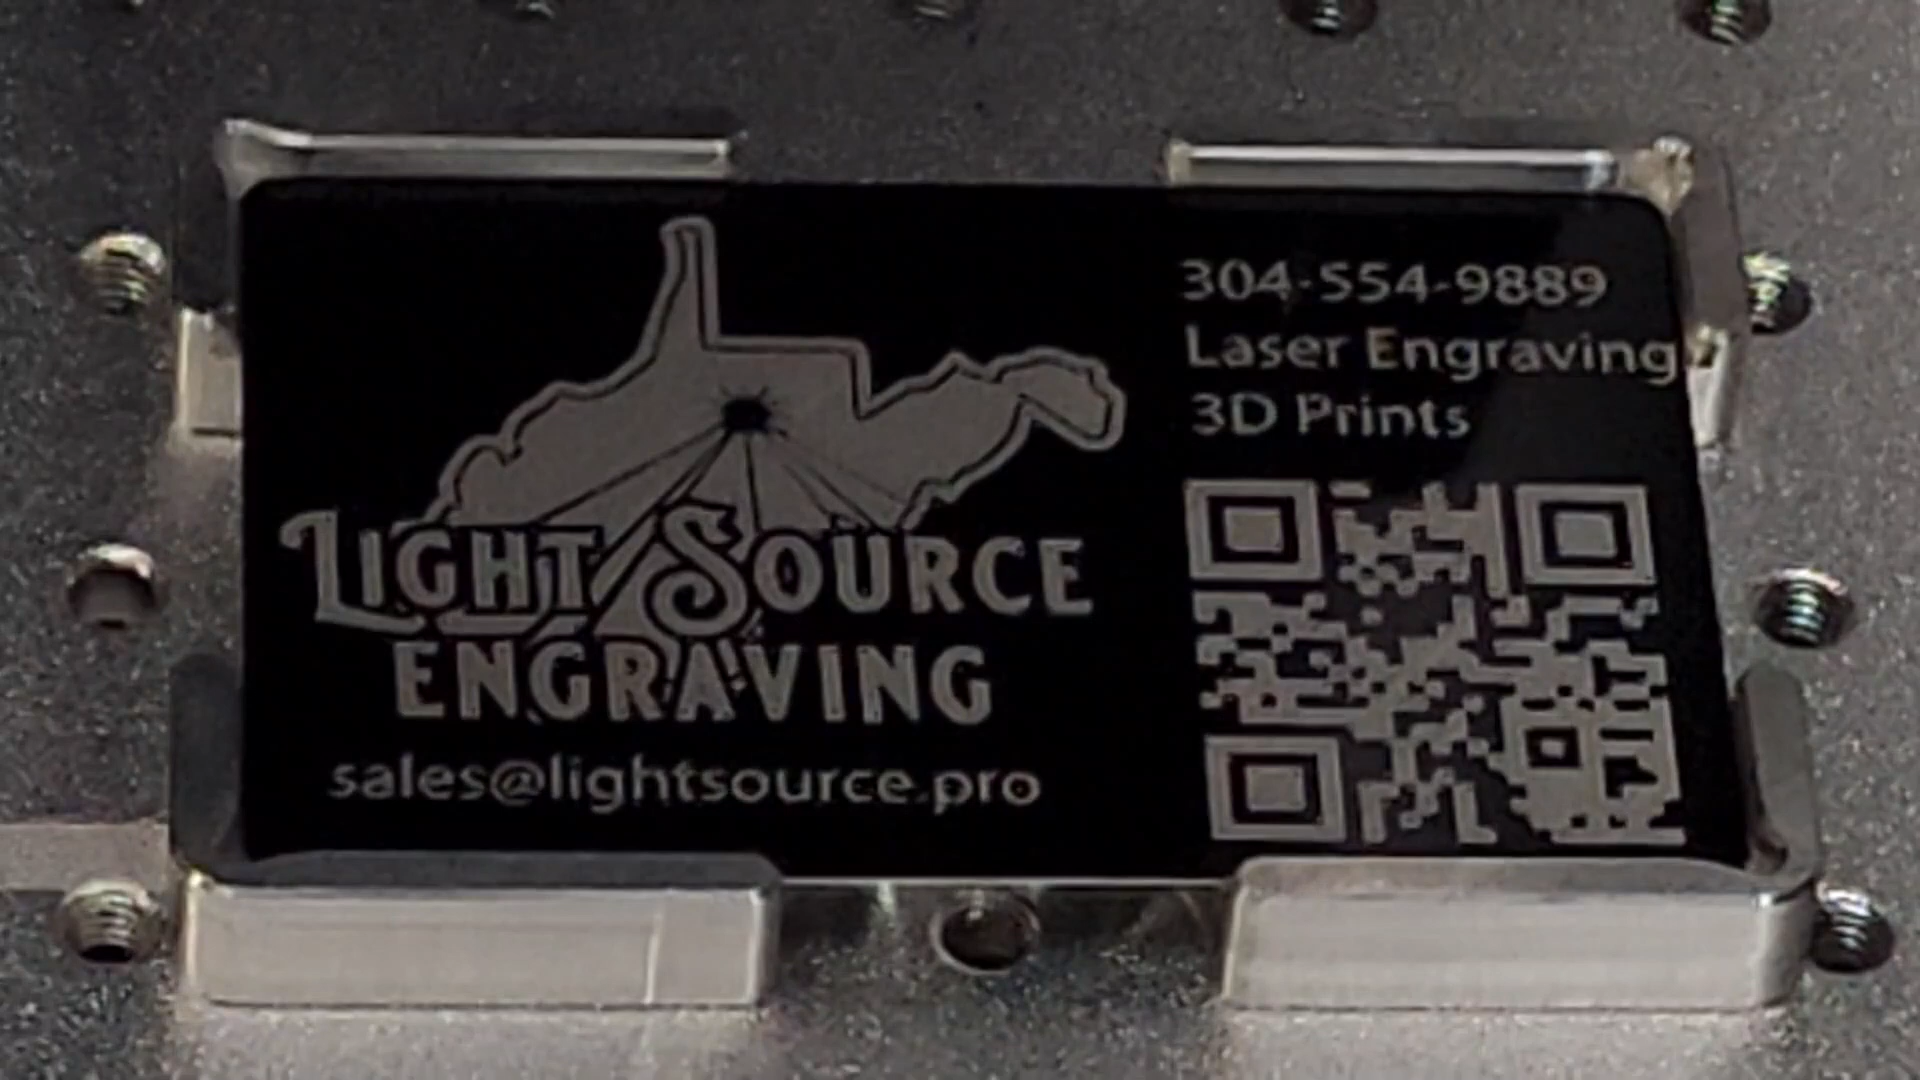 LIGHT SOURCE
ENGRAVING
sales@lightsource.pro
304-554-9889
Laser Engraving
3D Prints